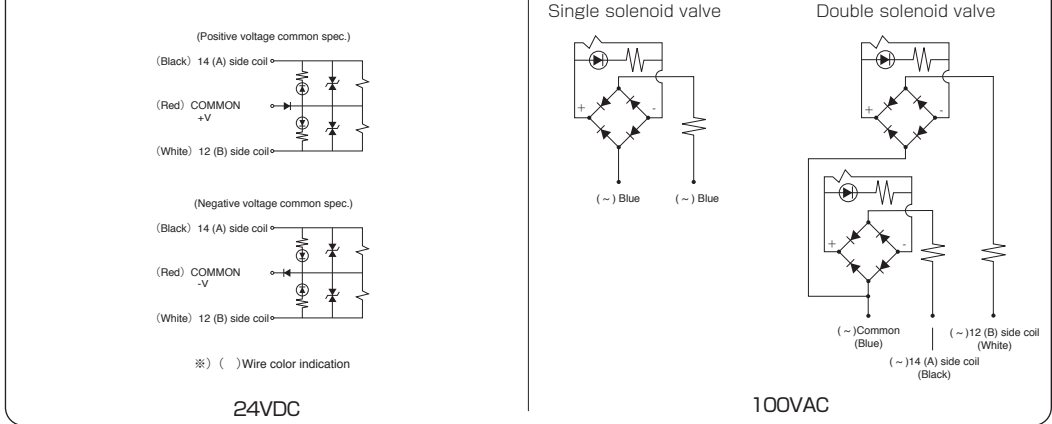 (Positive voltage common spec.)
(Black) 14 (A) side coil
(Red) COMMON
+V
(White) 12 (B) side coil
(Negative voltage common spec.)
(Black) 14 (A) side coil
(Red) COMMON
-V
(White) 12 (B) side coil
※) ( )Wire color indication
24VDC
Single solenoid valve
+ -
(~) Blue (~) Blue
Double solenoid valve
+ -
+ -
(~)Common
(Blue)
(~)14 (A) side coil
(Black)
(~)12 (B) side coil
(White)
100VAC